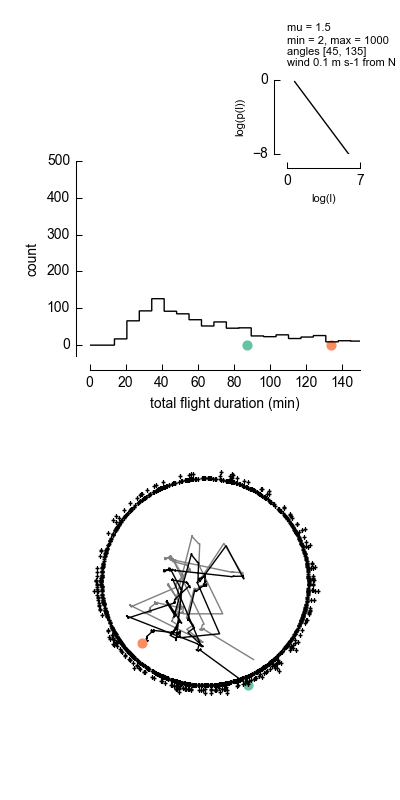 mu = 1.5
min = 2, max = 1000
angles [45, 135]
wind 0.1 m s-1 from N
0
−8
log(p(l))
0 7
log(l)
500
400
300
200
100
0
count
0 20 40 60 80 100 120 140
total flight duration (min)